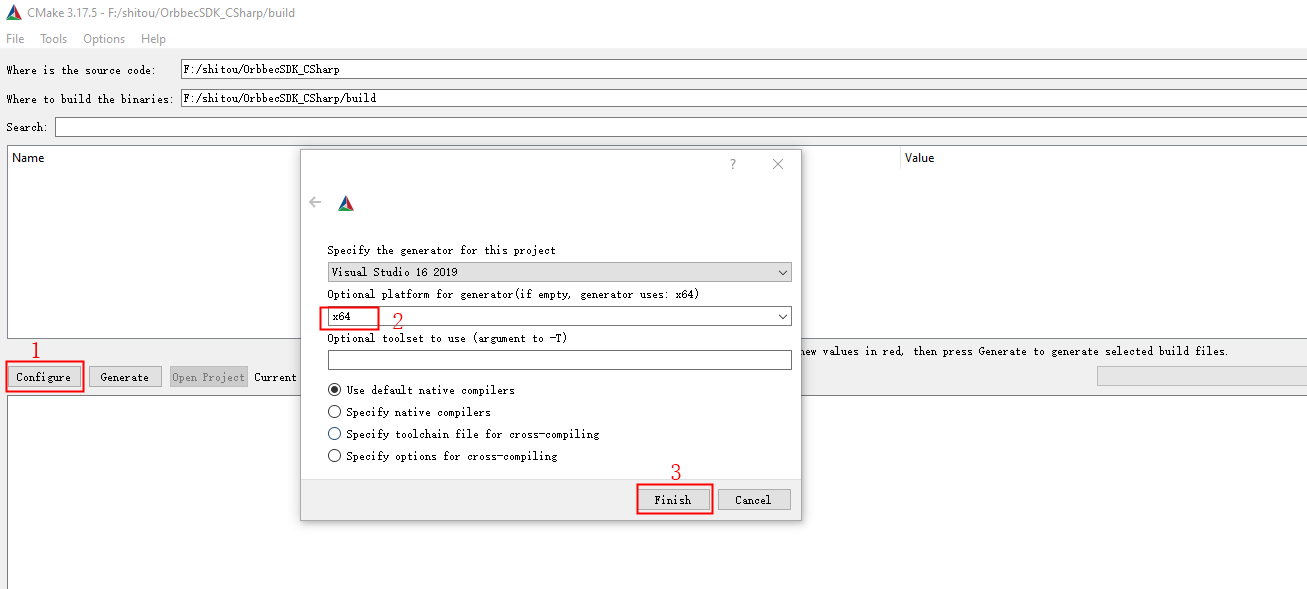 CMake 3.17.5 - F:/shitou/OrbbecSDK_CSharp/build
File Tools Options Help
Where is the source code: F:/shitou/OrbbecSDK_CSharp
Where to build the binaries: F:/shitou/OrbbecSDK_CSharp/build
Search:
Name Value
?
Specify the generator for this project
Visual Studio 16 2019
Optional platform for generator(if empty, generator uses: x64)
x64 2
Optional toolset to use (argument to -T)
1 new values in red, then press Generate to generate selected build files.
Configure Generate Open Project Current
Use default native compilers
Specify native compilers
Specify toolchain file for cross-compiling
Specify options for cross-compiling
3
Finish Cancel